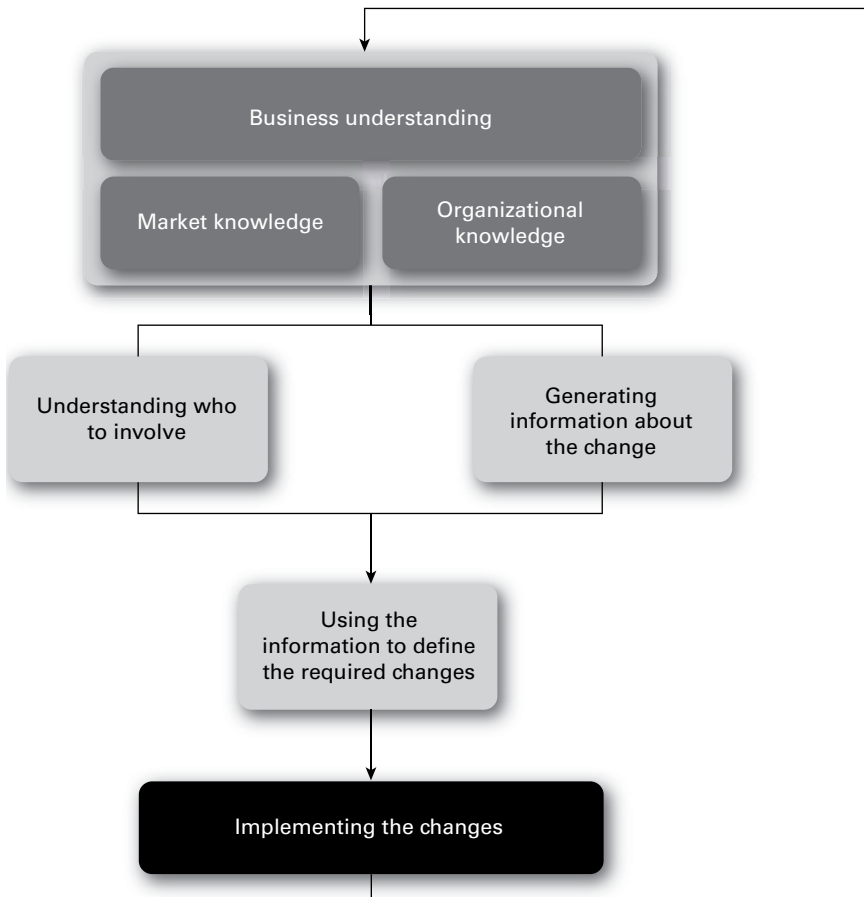 Business understanding
Market knowledge
Organizational
knowledge
Understanding who
to involve
Generating
information about
the change
Using the
information to define
the required changes
Implementing the changes